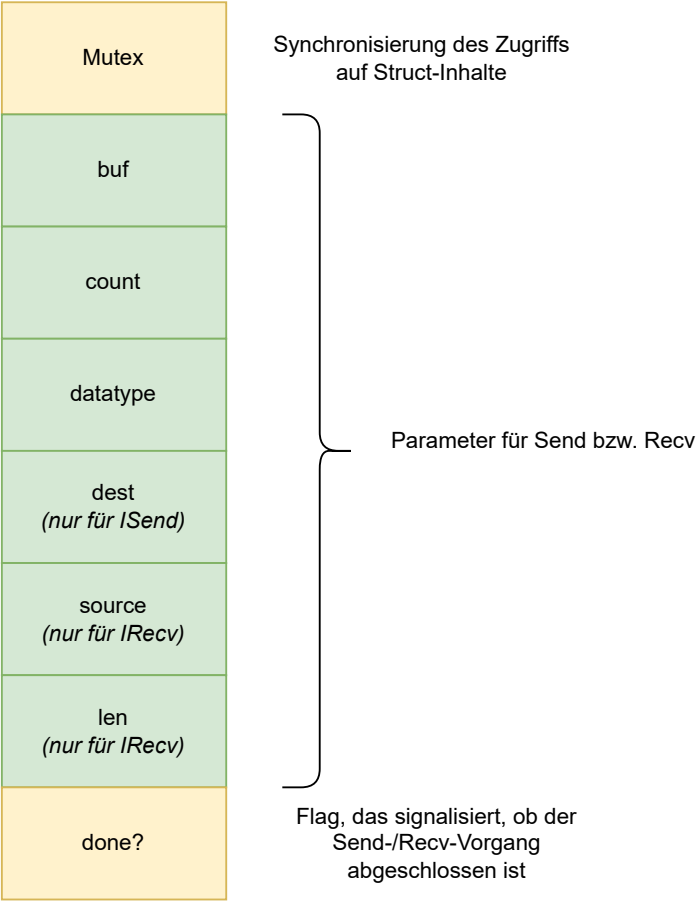 Mutex
Synchronisierung des Zugriffs
auf Struct-Inhalte
buf
count
datatype
Parameter für Send bzw. Recv
dest
(nur für ISend)
source
(nur für IRecv)
len
(nur für IRecv)
done?
Flag, das signalisiert, ob der
Send-/Recv-Vorgang
abgeschlossen ist